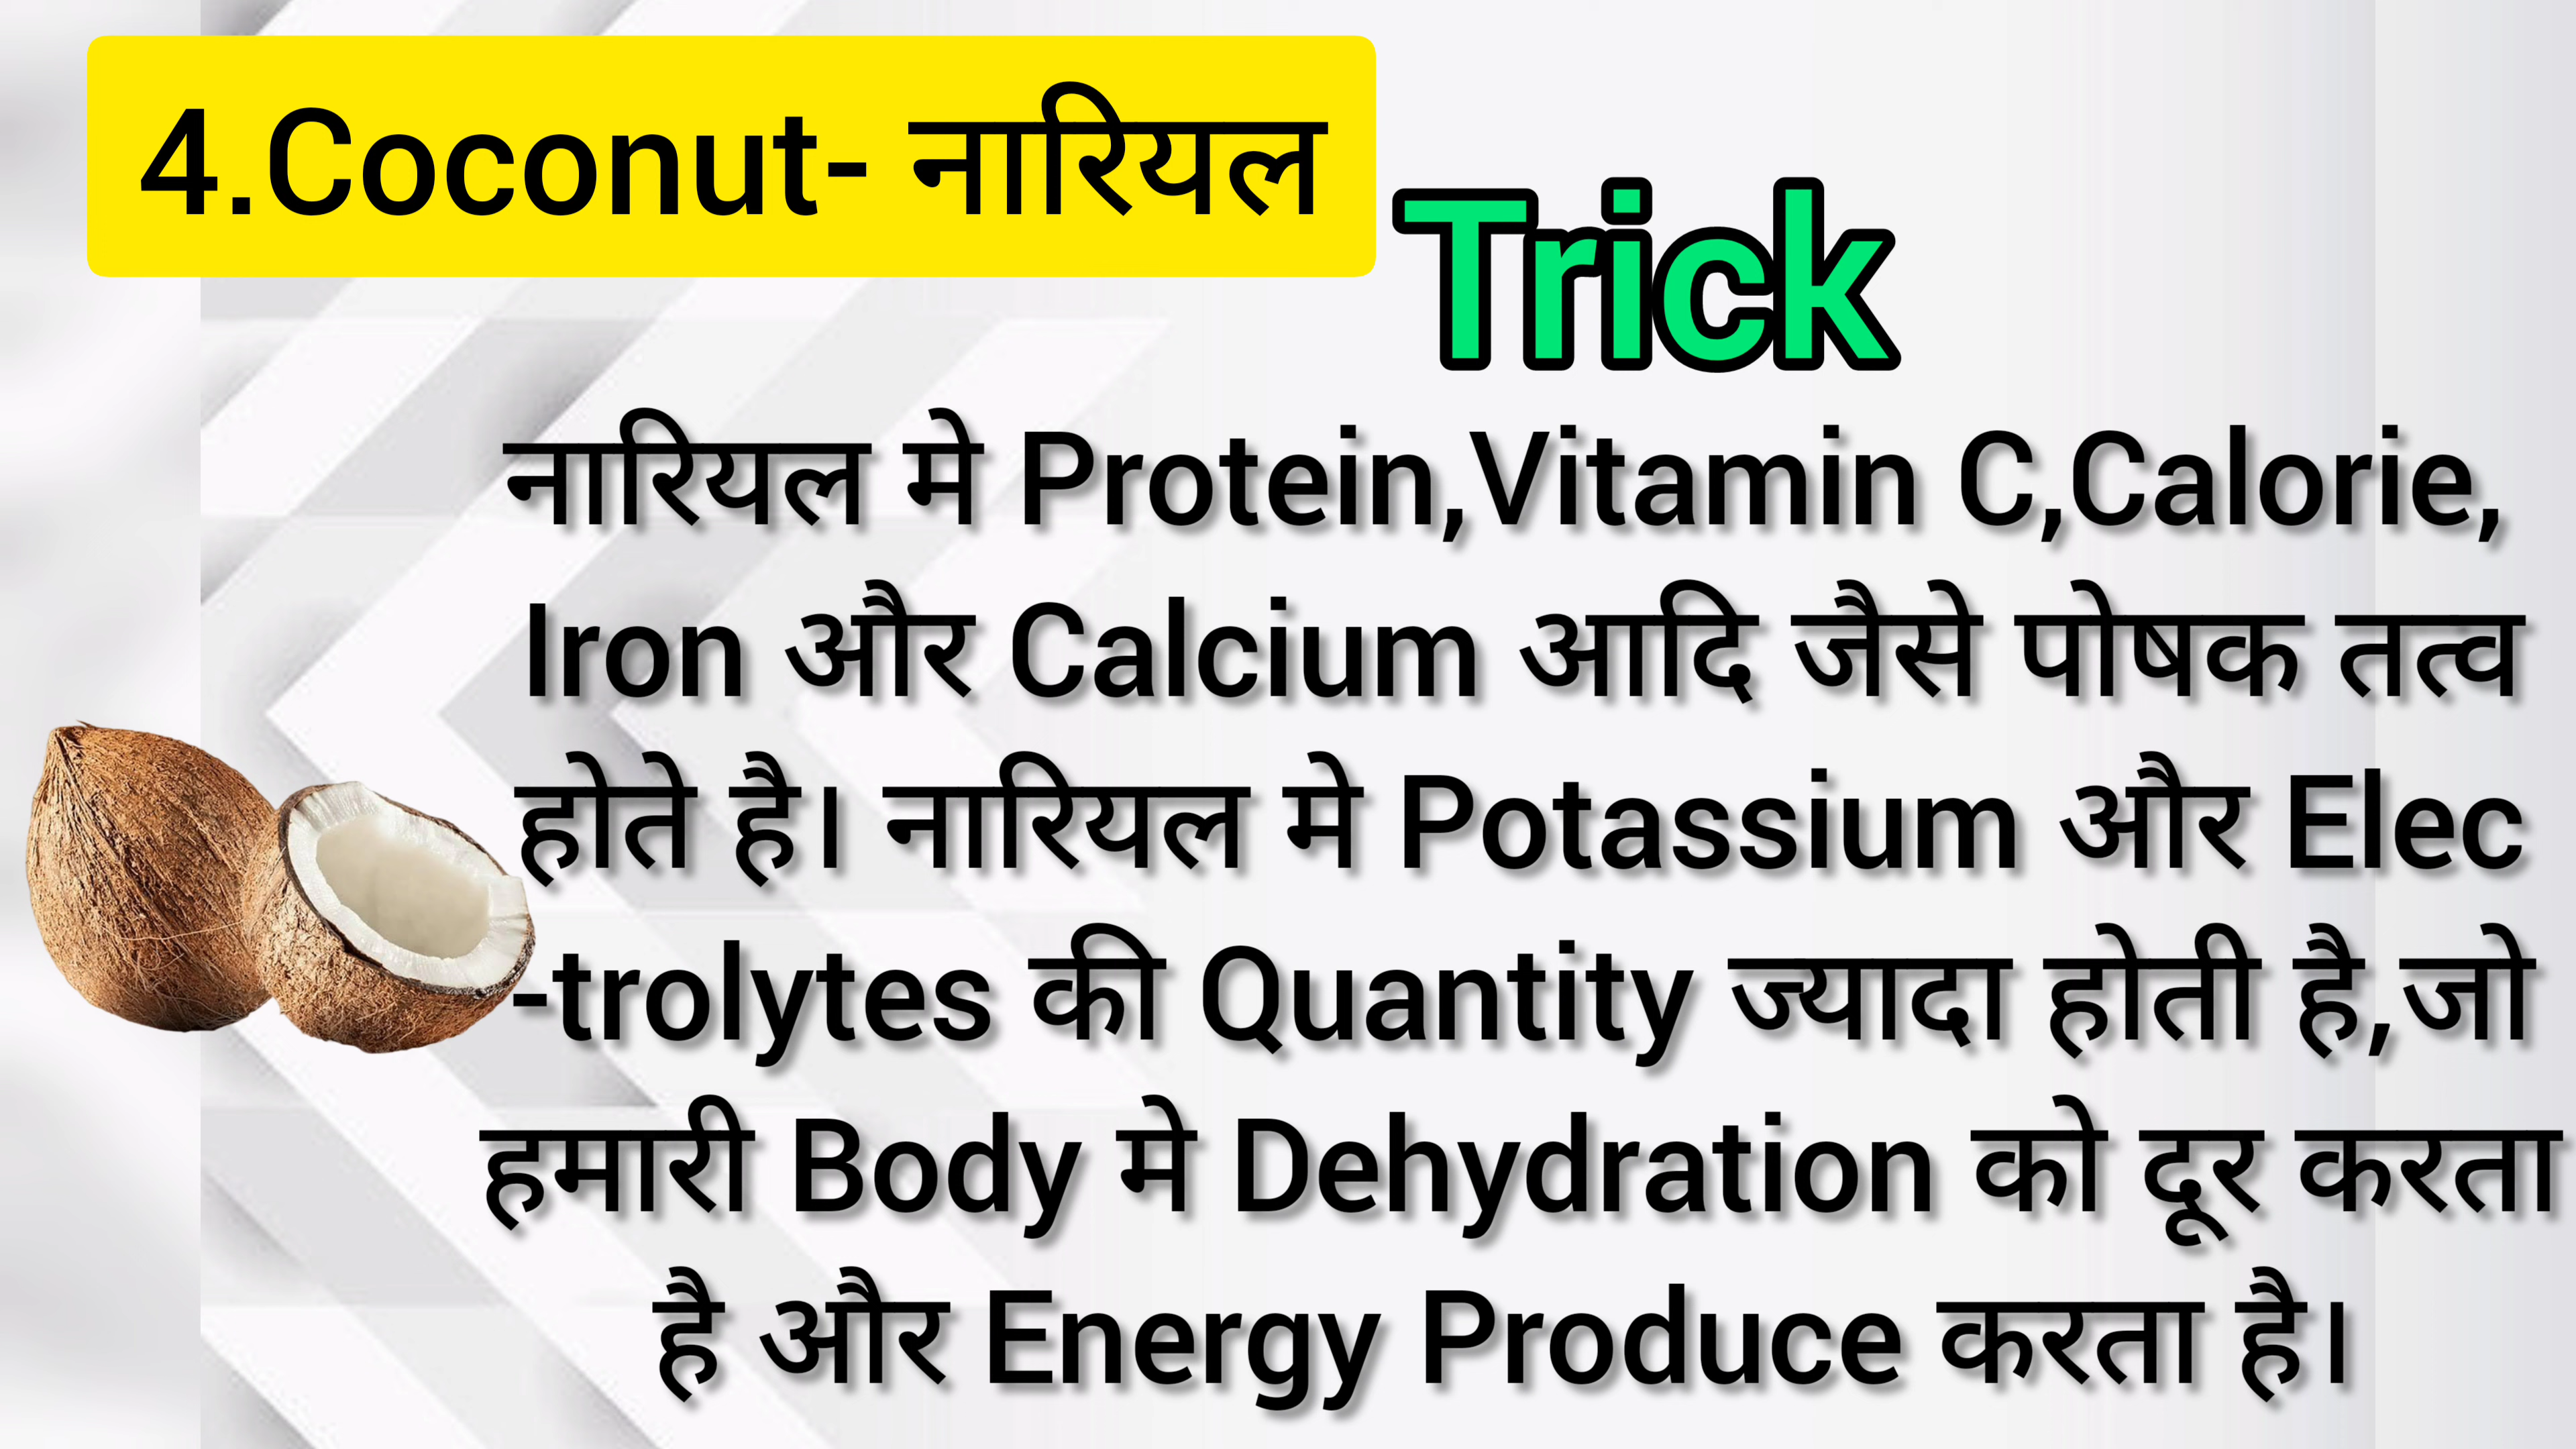 4.Coconut- नारियल
Trick
नारियल मे Protein,Vitamin C,Calorie,
Iron और Calcium आदि जैसे पोषक तत्व
होते है। नारियल मे Potassium और Elec
-trolytes की Quantity ज्यादा होती है,जो
हमारी Body मे Dehydration को दूर करता
है और Energy Produce करता है।